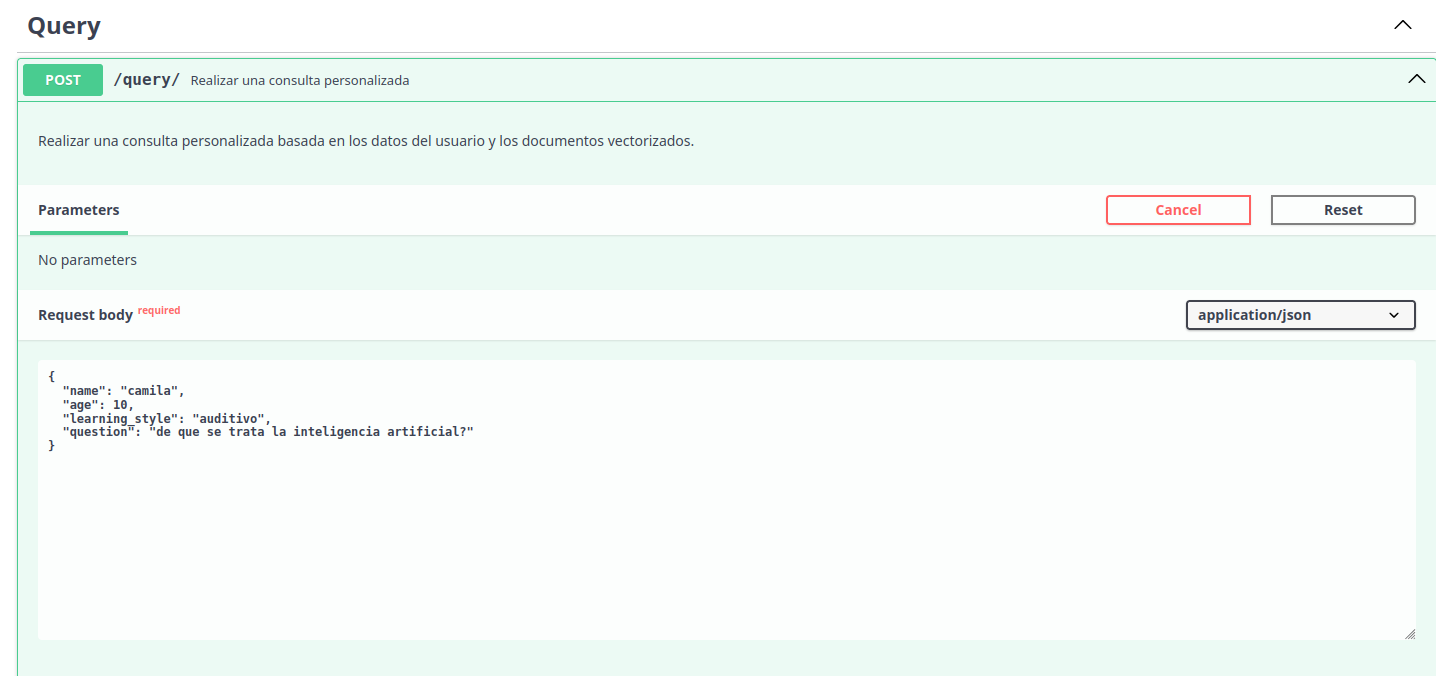 Query
POST /query/ Realizar una consulta personalizada
Realizar una consulta personalizada basada en los datos del usuario y los documentos vectorizados.
Parameters Cancel Reset
No parameters
Request body required application/json
{
"name": "camila",
"age": 10,
"learning_style": "auditivo",
"question": "de que se trata la inteligencia artificial?"
}